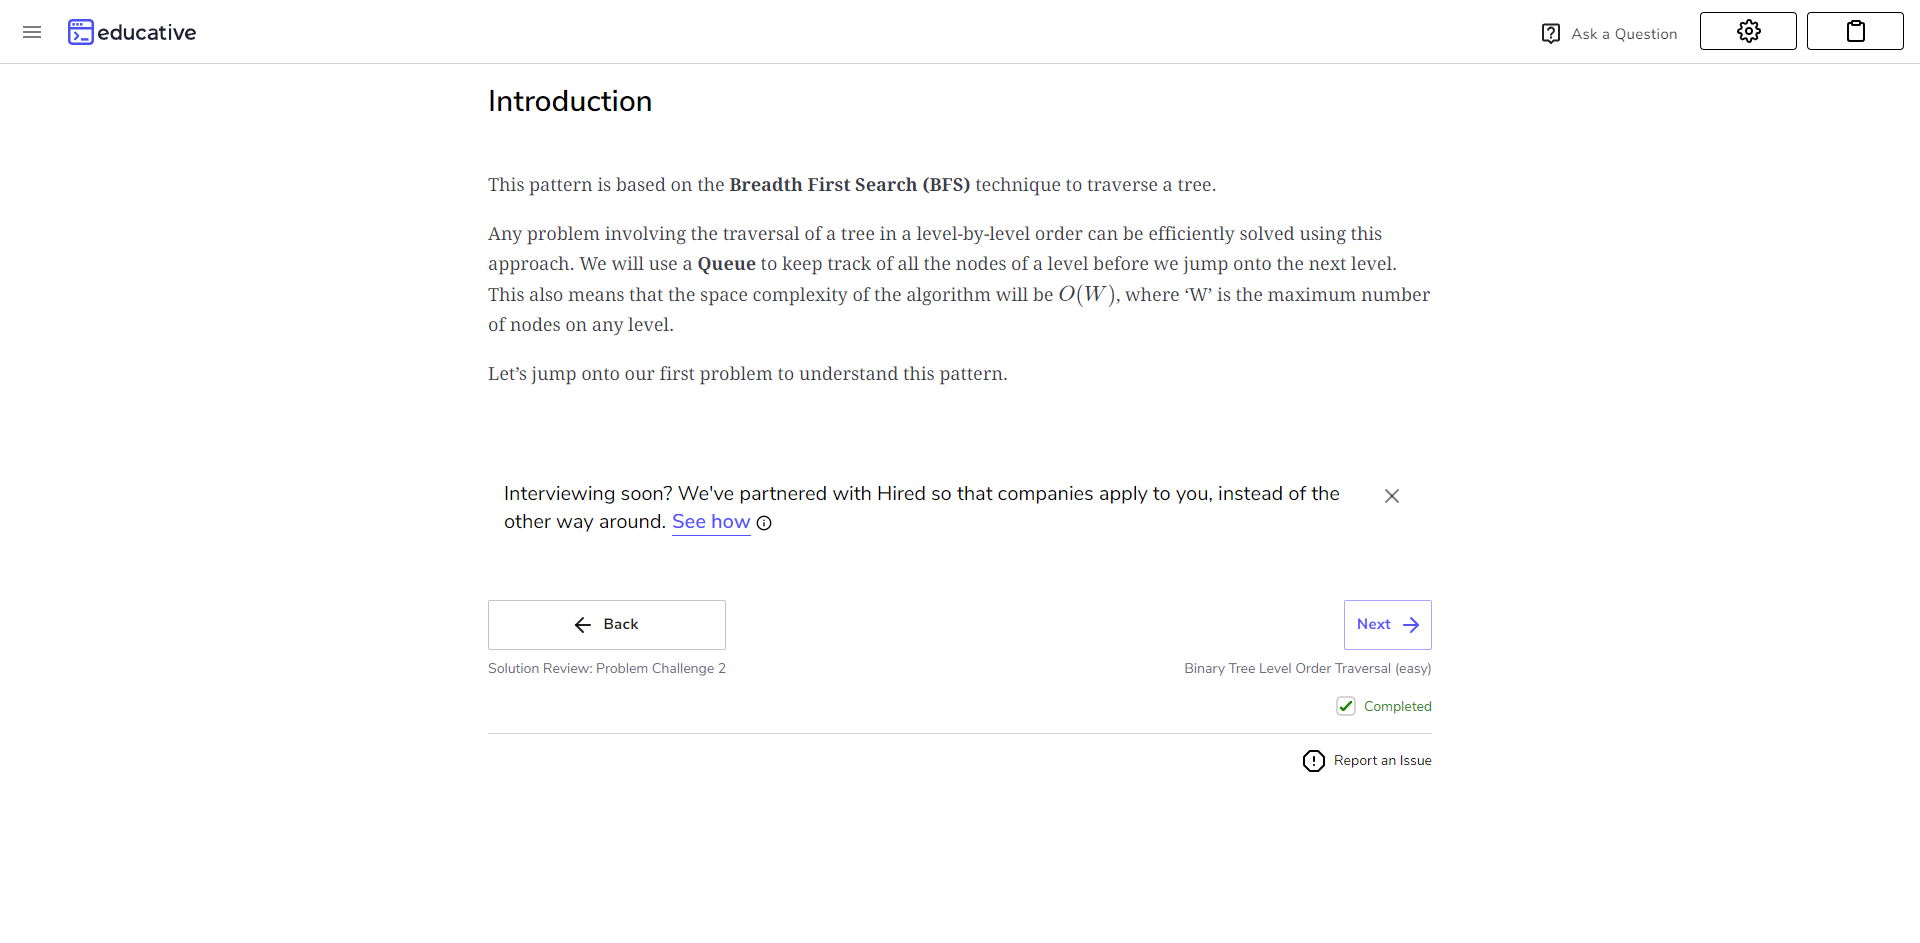 educative
Ask a Question
Introduction
This pattern is based on the Breadth First Search (BFS) technique to traverse a tree.
Any problem involving the traversal of a tree in a level-by-level order can be efficiently solved using this
approach. We will use a Queue to keep track of all the nodes of a level before we jump onto the next level.
This also means that the space complexity of the algorithm will be O(W), where ‘W’ is the maximum number
of nodes on any level.
Let’s jump onto our first problem to understand this pattern.
Interviewing soon? We've partnered with Hired so that companies apply to you, instead of the
other way around. See how
Back
Next
Solution Review: Problem Challenge 2
Binary Tree Level Order Traversal (easy)
Completed
Report an Issue